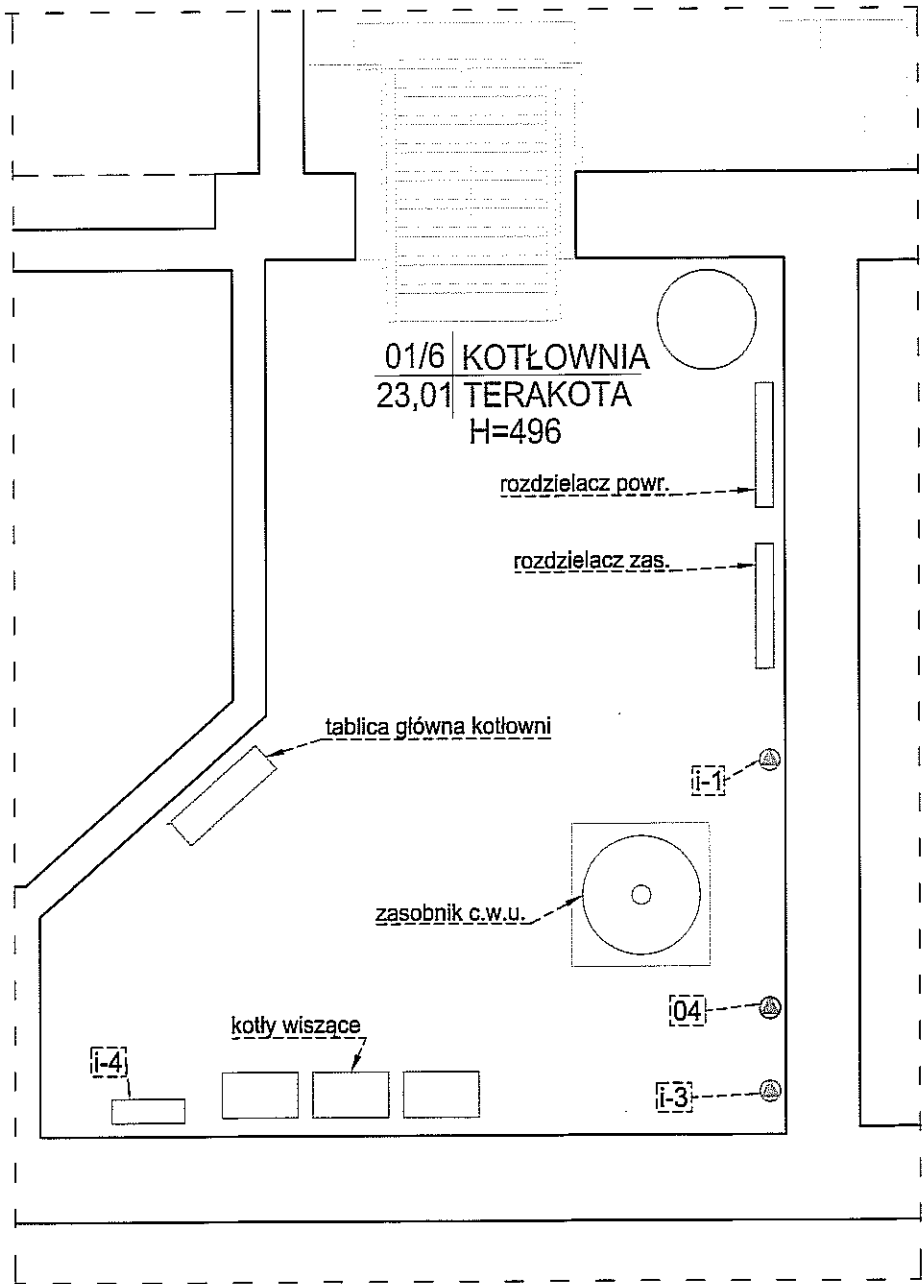 01/6 KOTŁOWNIA
23,01 TERAKOTA
H=496
rozdzielacz powr.
rozdzielacz zas.
tablica główna kotłowni
i-1
zasobnik c.w.u.
04
kotły wiszące
i-4
i-3